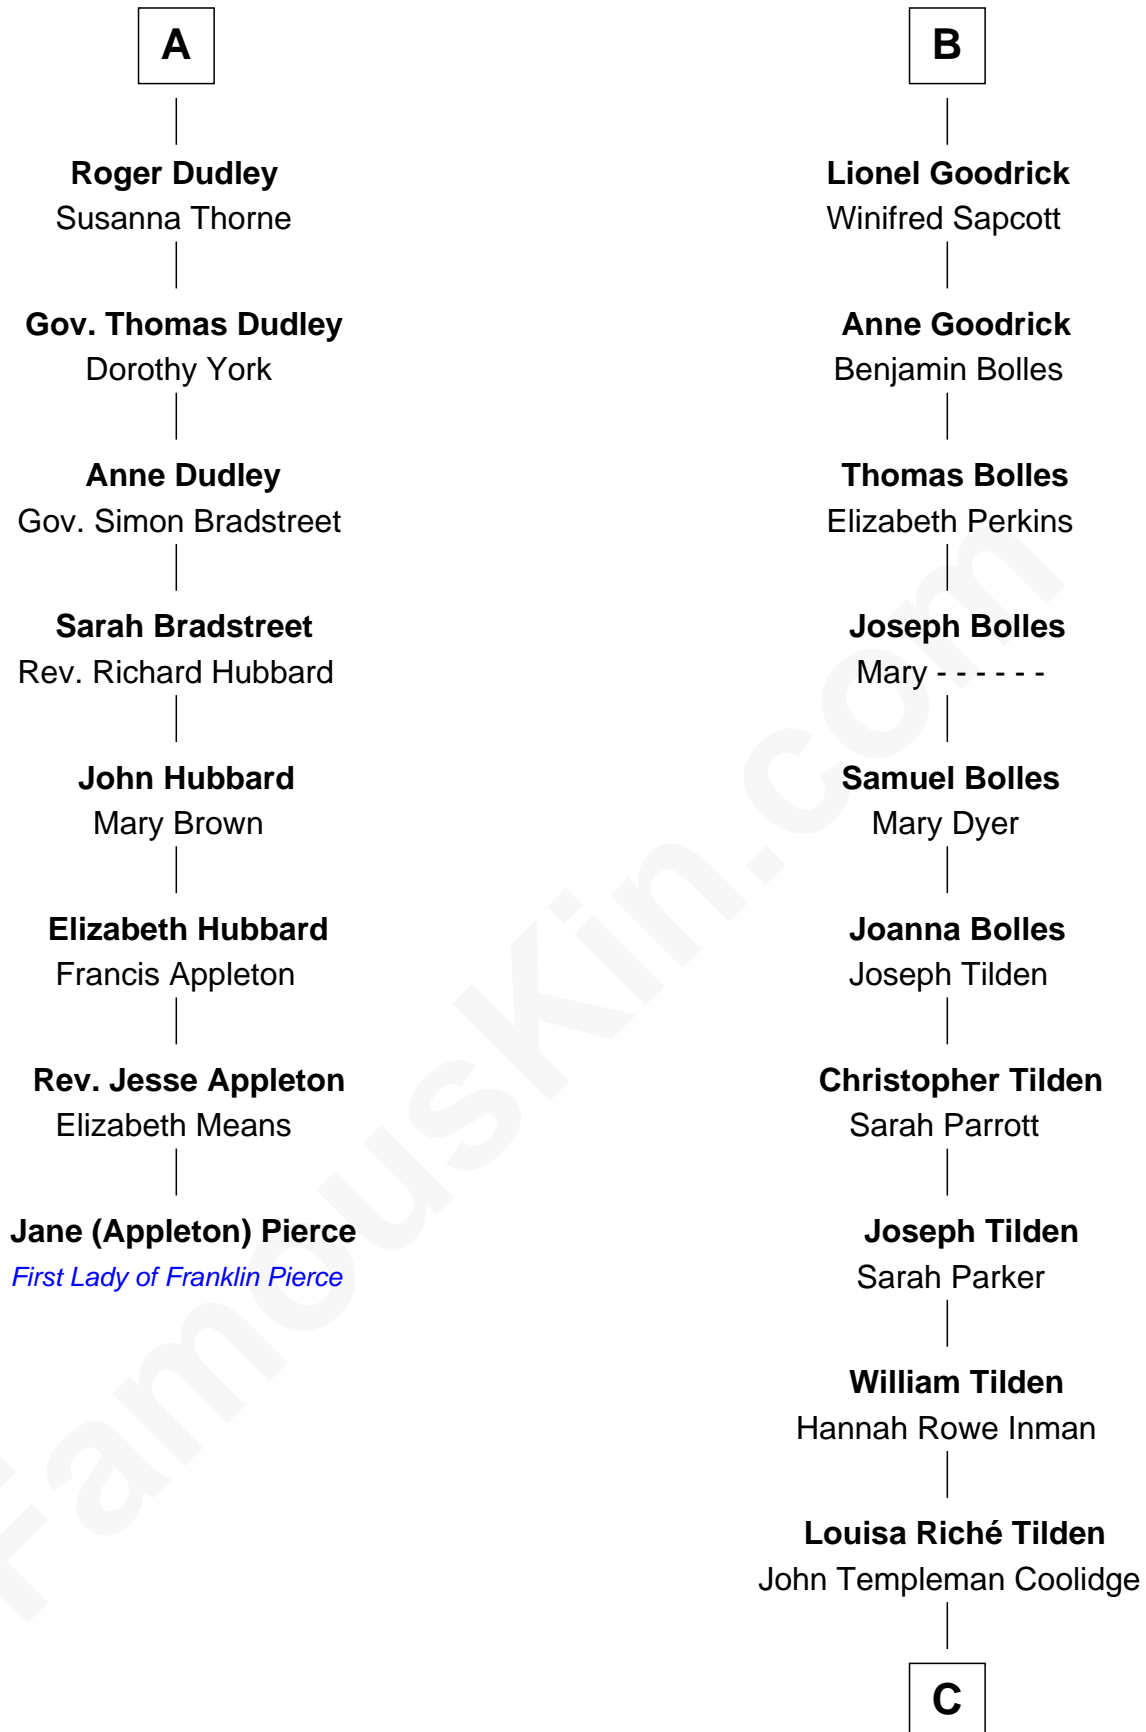 A
Roger Dudley
Susanna Thorne
Gov. Thomas Dudley
Dorothy York
Anne Dudley
Gov. Simon Bradstreet
Sarah Bradstreet
Rev. Richard Hubbard
John Hubbard
Mary Brown
Elizabeth Hubbard
Francis Appleton
Rev. Jesse Appleton
Elizabeth Means
Jane (Appleton) Pierce
First Lady of Franklin Pierce
B
Lionel Goodrick
Winifred Sapcott
Anne Goodrick
Benjamin Bolles
Thomas Bolles
Elizabeth Perkins
Joseph Bolles
Mary - - - - - -
Samuel Bolles
Mary Dyer
Joanna Bolles
Joseph Tilden
Christopher Tilden
Sarah Parrott
Joseph Tilden
Sarah Parker
William Tilden
Hannah Rowe Inman
Louisa Riché Tilden
John Templeman Coolidge
C
FamousKin.com